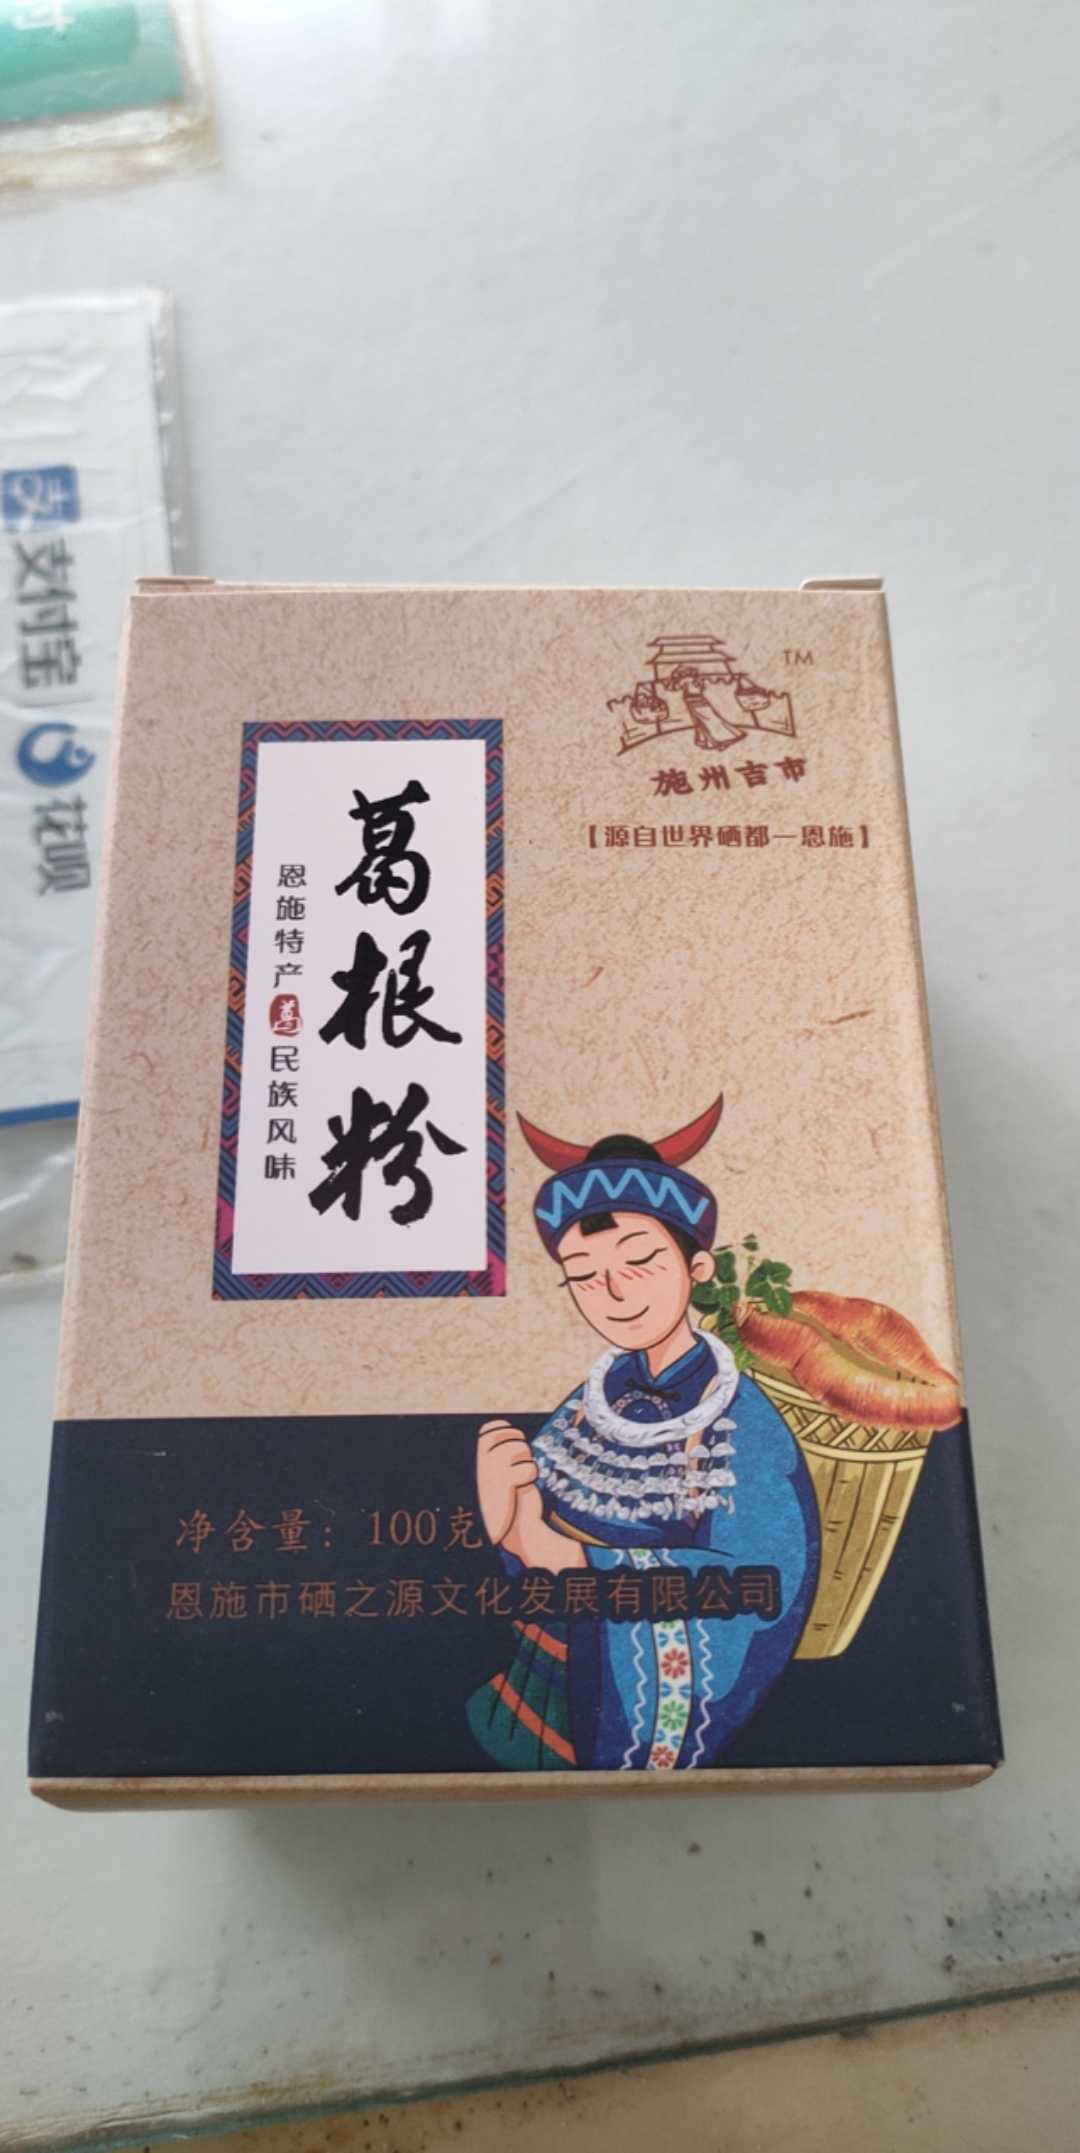 支付宝
花呗
TM
施州吉市
【源自世界硒都—恩施】
葛根粉
恩施特产葛民族风味
净含量：100克
恩施市硒之源文化发展有限公司